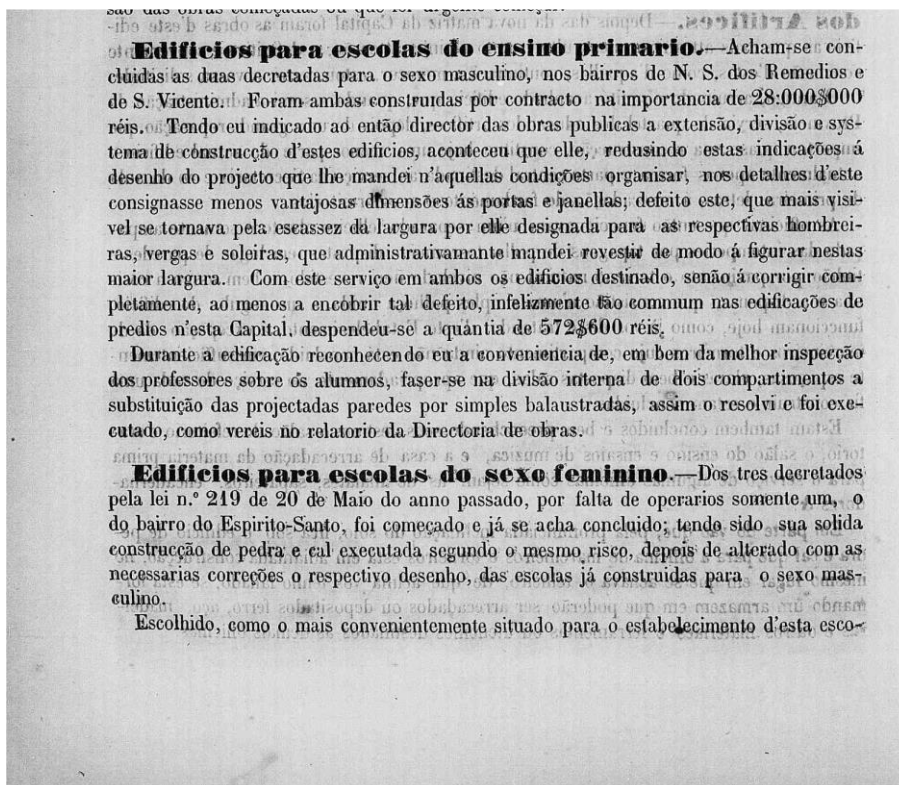 são das obras começadas ou que for urgente começar.
Edificios para escolas do ensino primario.—Acham-se con-
cluidas as duas decretadas para o sexo masculino, nos bairros de N. S. dos Remedios e
de S. Vicente. Foram ambas construidas por contracto na importancia de 28:000$000
réis. Tendo eu indicado ao então director das obras publicas a extensão, divisão e sys-
tema de construcção d'estes edificios, aconteceu que elle, redusindo estas indicações á
desenho do projecto que lhe mandei n'aquellas condições organisar, nos detalhes d'este
consignasse menos vantajosas dimensões ás portas e janellas; defeito este, que mais visi-
vel se tornava pela escassez da largura por elle designada para as respectivas hombrei-
ras, vergas e soleiras, que administrativamante mandei revestir de modo á figurar nestas
maior largura. Com este serviço em ambos os edificios destinado, senão á corrigir com-
pletamente, ao menos a encobrir tal defeito, infelizmente tão commum nas edificações de
predios n'esta Capital, despendeu-se a quantia de 572$600 réis.
Durante a edificação reconhecendo eu a conveniencia de, em bem da melhor inspecção
dos professores sobre os alumnos, faser-se na divisão interna de dois compartimentos a
substituição das projectadas paredes por simples balaustradas, assim o resolvi e foi exe-
cutado, como vereis no relatorio da Directoria de obras.
Edificios para escolas do sexo feminino.—Dos tres decretados
pela lei n.º 219 de 20 de Maio do anno passado, por falta de operarios somente um, o
do bairro do Espirito-Santo, foi começado e já se acha concluido; tendo sido sua solida
construcção de pedra e cal executada segundo o mesmo risco, depois de alterado com as
necessarias correções o respectivo desenho, das escolas já construidas para o sexo mas-
culino.
Escolhido, como o mais convenientemente situado para o estabelecimento d'esta esco-